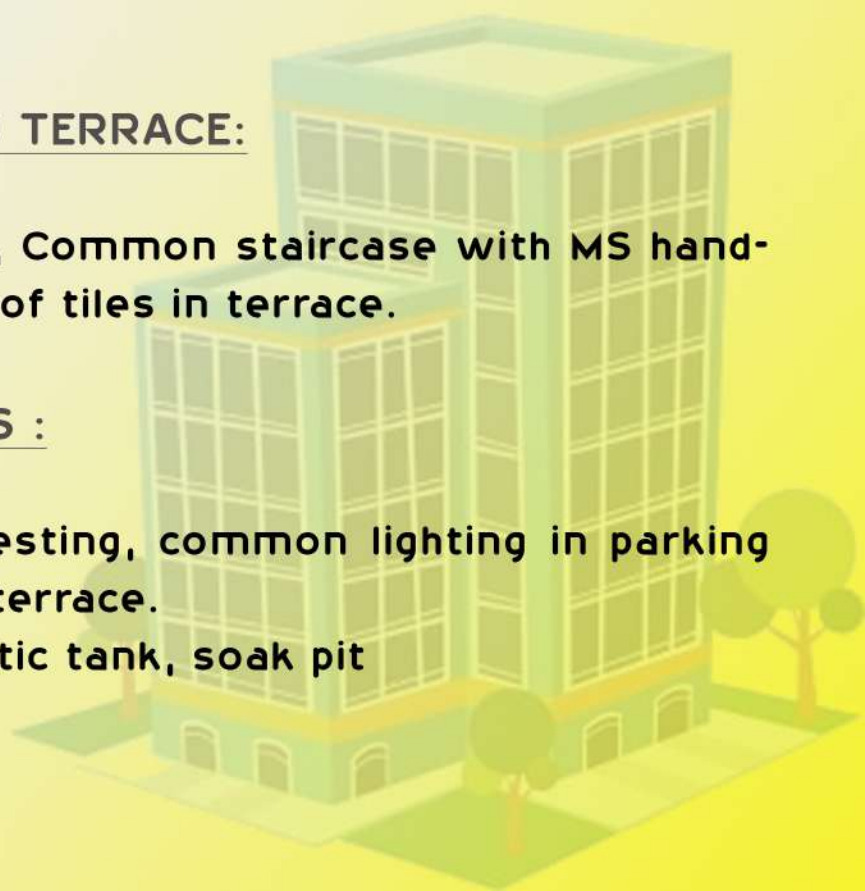 TERRACE:
Common staircase with MS hand-
of tiles in terrace.
S :
esting, common lighting in parking
terrace.
tic tank, soak pit